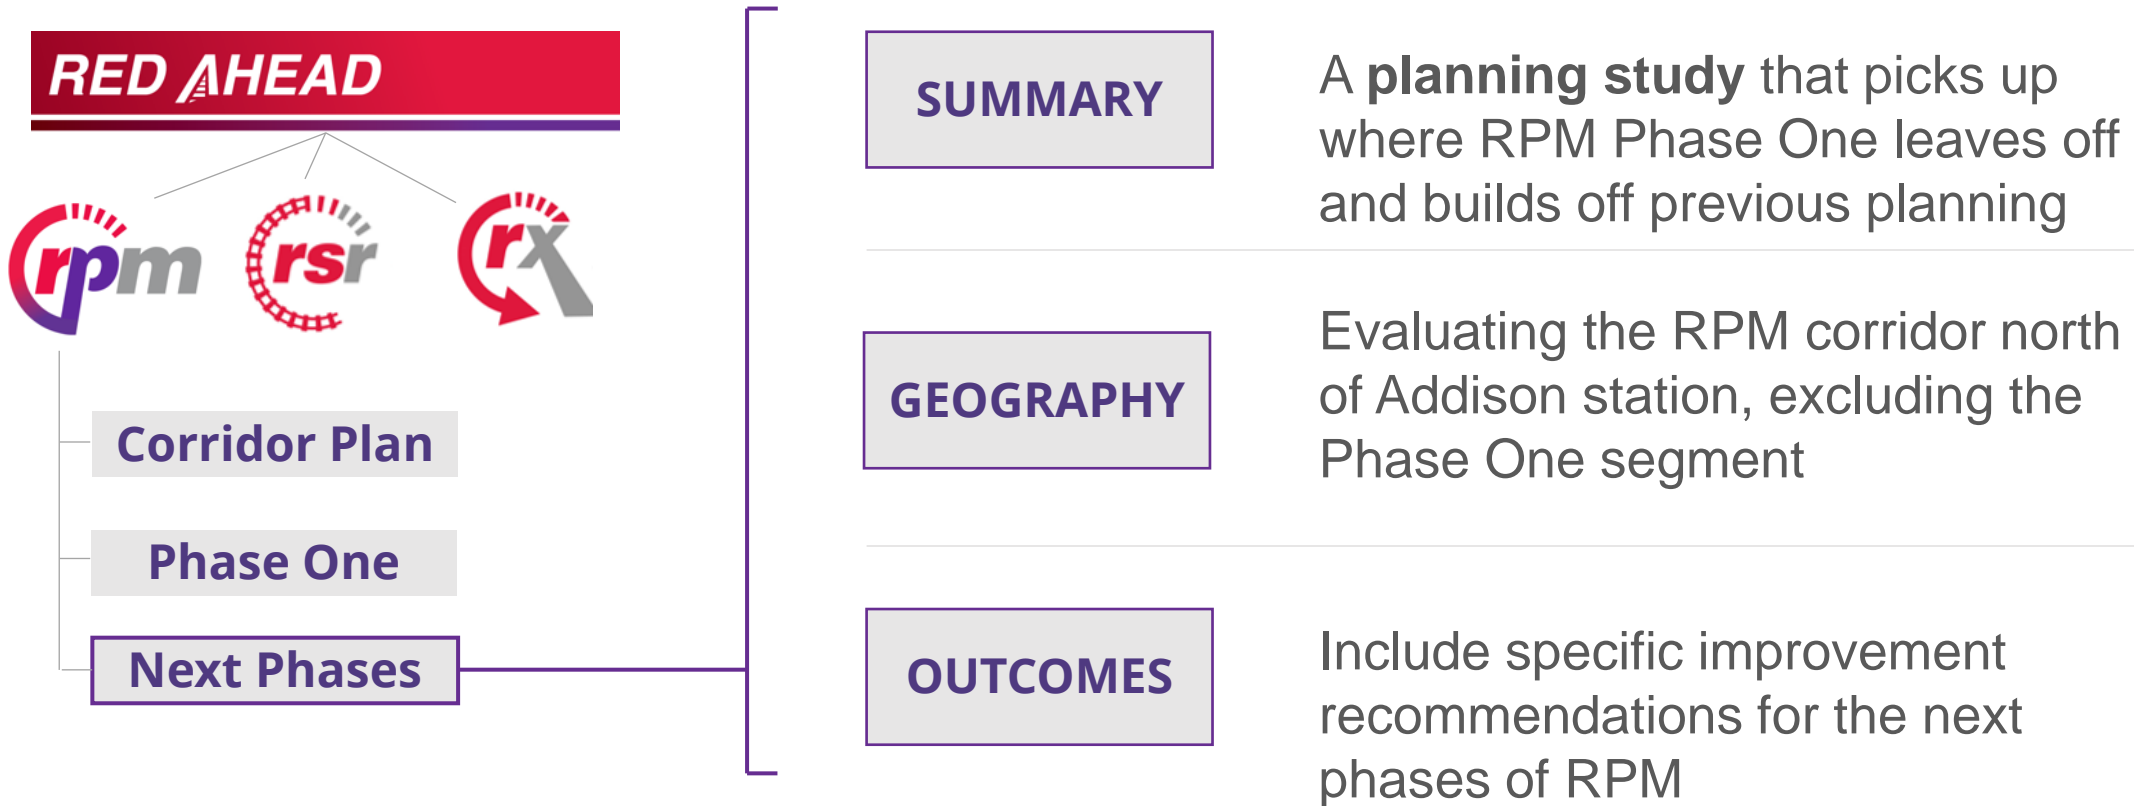 RED AHEAD
rpm
rsr
rx
Corridor Plan
Phase One
Next Phases
SUMMARY
A planning study that picks up
where RPM Phase One leaves off
and builds off previous planning
GEOGRAPHY
Evaluating the RPM corridor north
of Addison station, excluding the
Phase One segment
OUTCOMES
Include specific improvement
recommendations for the next
phases of RPM